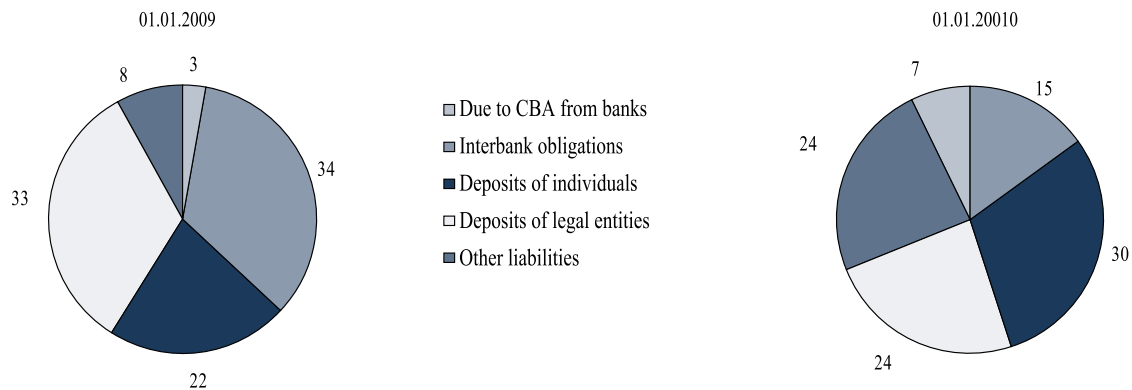 01.01.2009
3
8
34
33
22
Due to CBA from banks
Interbank obligations
Deposits of individuals
Deposits of legal entities
Other liabilities
01.01.20010
7
15
24
30
24